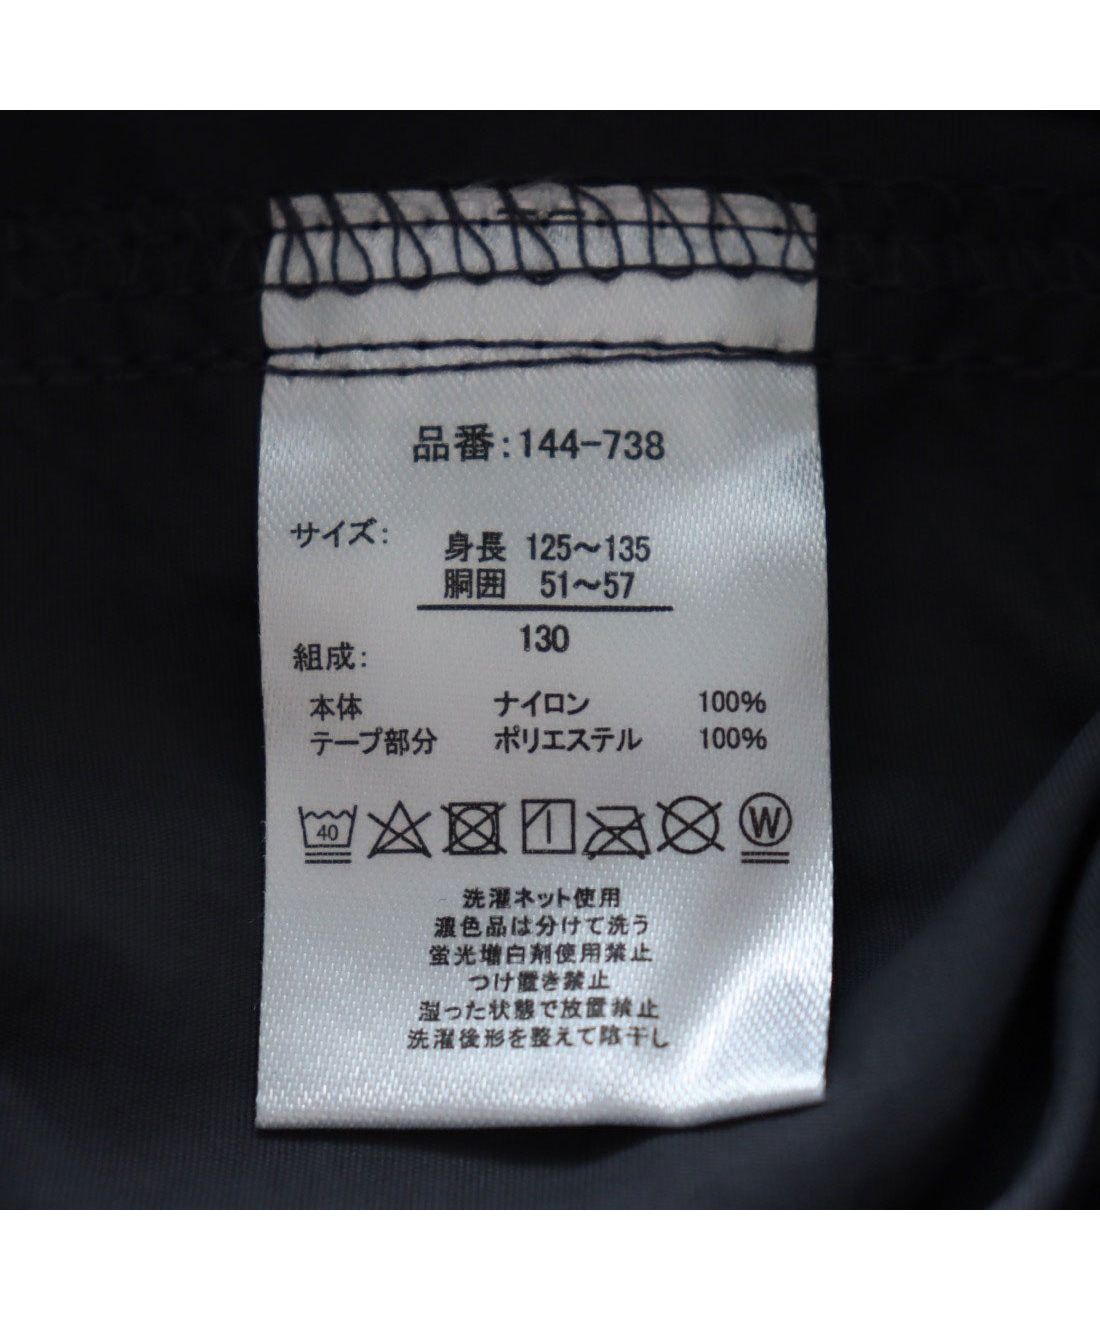 品番:144-738
サイズ:
身長 125～135
胴囲 51～57
130
組成:
本体 ナイロン 100%
テープ部分 ポリエステル 100%
40 W
洗濯ネット使用
濃色品は分けて洗う
蛍光増白剤使用禁止
つけ置き禁止
湿った状態で放置禁止
洗濯後形を整えて陰干し